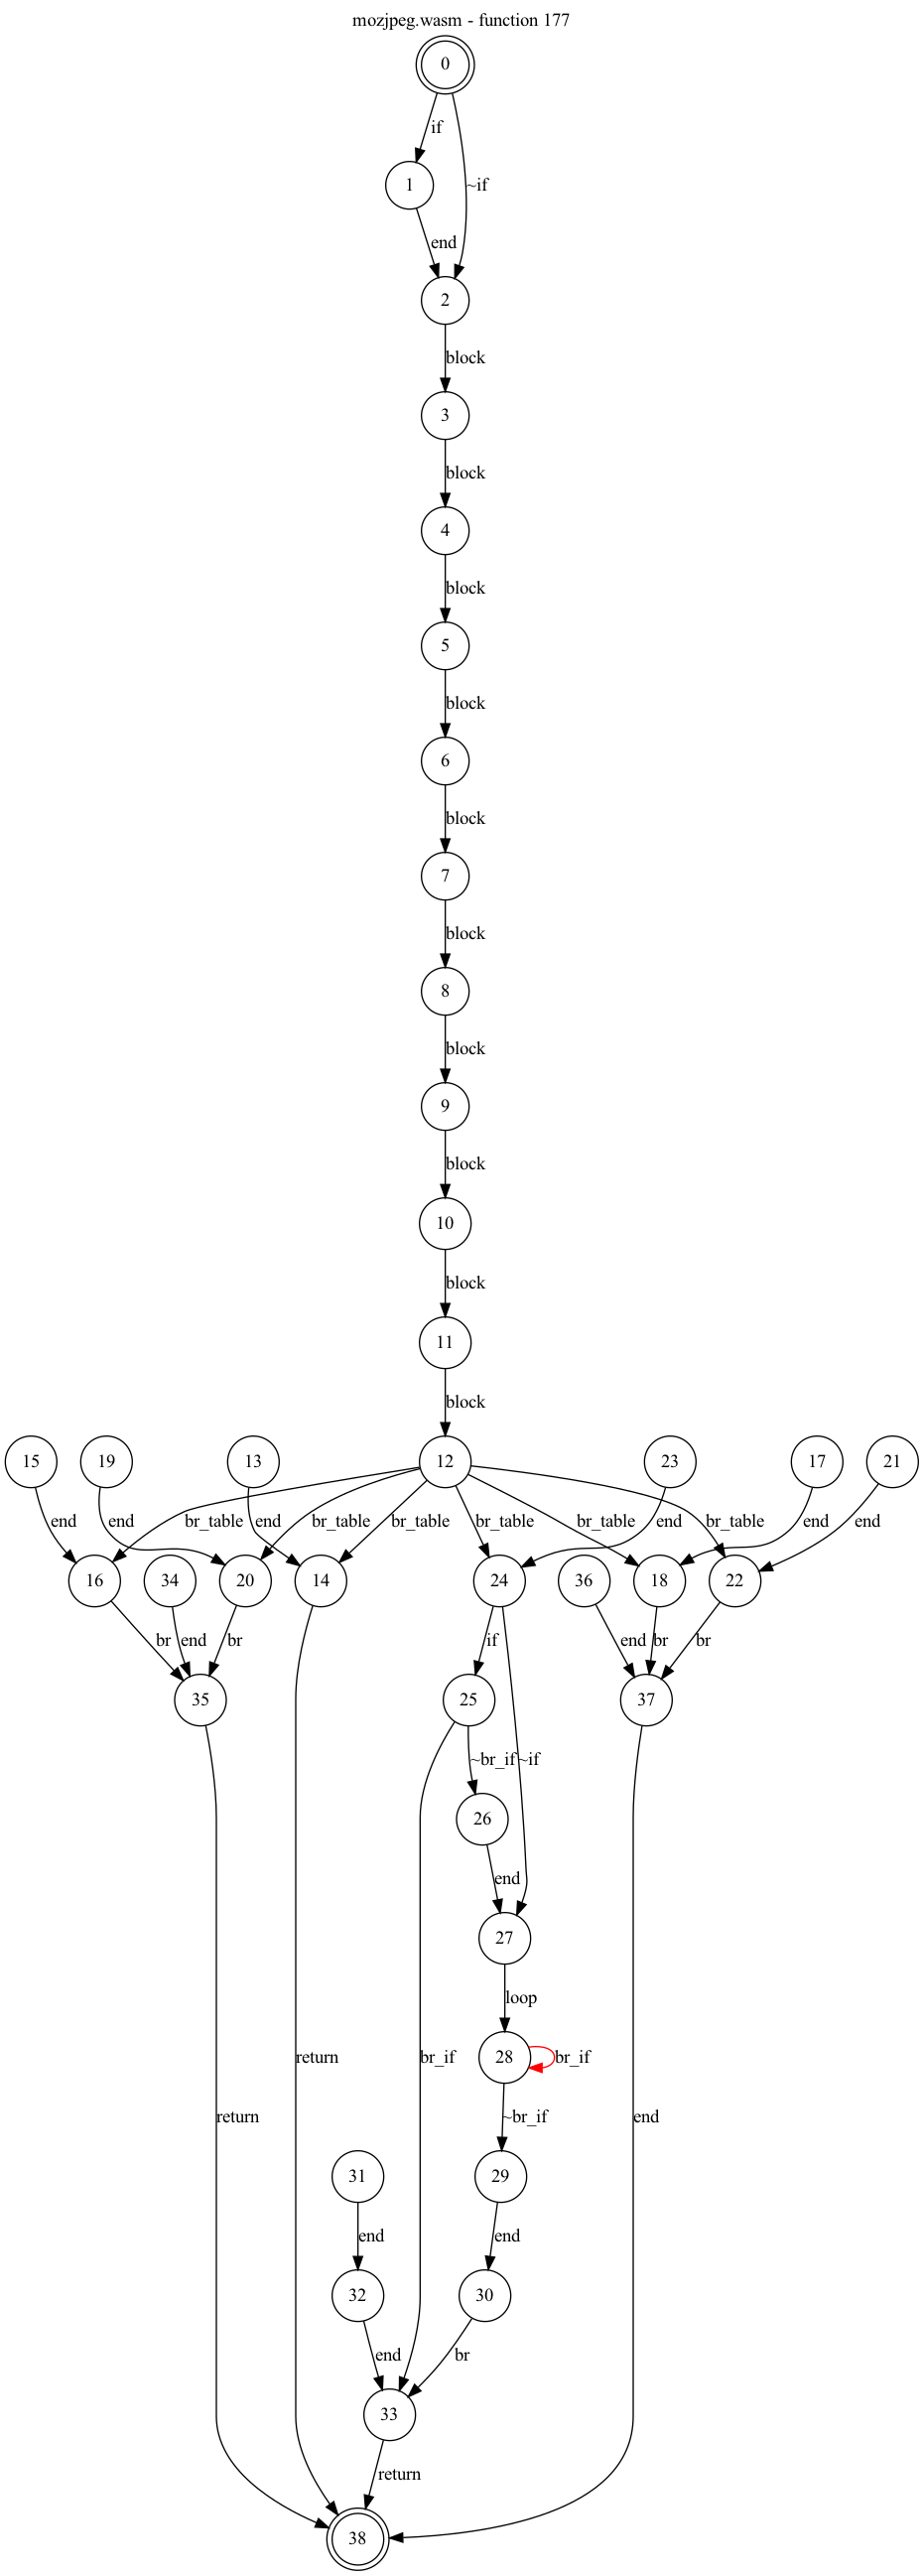 mozjpeg.wasm - function 177
0
if
1
~if
end
2
block
3
block
4
block
5
block
6
block
7
block
8
block
9
block
10
block
11
block
15 19 13 12 23 17 21
end end br_table end br_table br_table br_table br_table end br_table end end
16 34 20 14 24 36 18 22
br end br if end br br
35 25 37
~br_if ~if
26
end
27
loop
return br_if 28 br_if
return ~br_if end
31 29
end end
32 30
end br
33
return
38